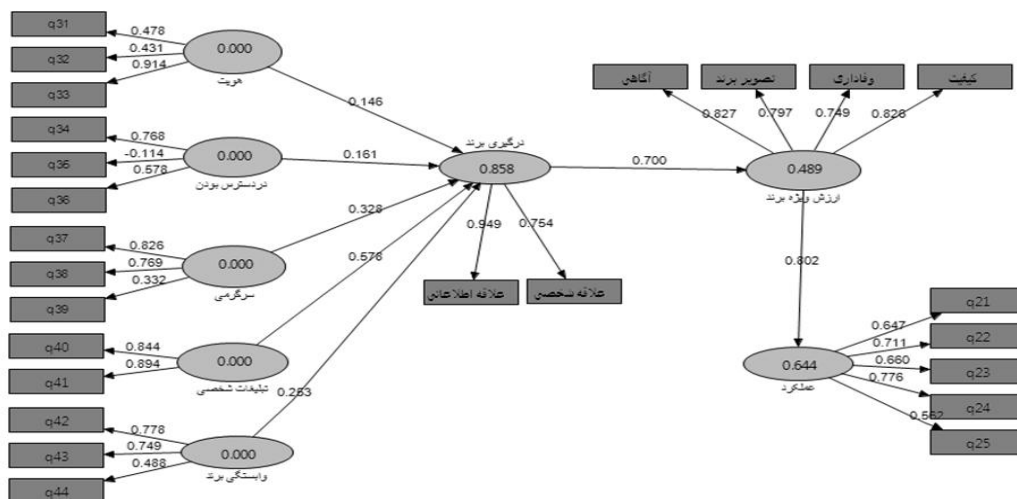 q31
q32
q33
0.478
0.431
0.914
0.000
هویت
0.146
q34
q35
q36
0.768
-0.114
0.578
0.000
دردسترس بودن
0.161
q37
q38
q39
0.826
0.769
0.332
0.000
سرگرمی
0.328
q40
q41
0.844
0.894
0.000
تبلیغات شخصی
0.578
q42
q43
q44
0.778
0.749
0.488
0.000
وابستگی برند
0.263
درگیری برند
0.858
0.949
0.754
علاقه اطلاعاتی
علاقه شخصی
0.700
آگاهی
تصویر برند
وفاداری
کیفیت
0.827
0.797
0.749
0.826
0.489
ارزش ویژه برند
0.802
0.644
عملکرد
0.647
0.711
0.660
0.776
0.562
q21
q22
q23
q24
q25